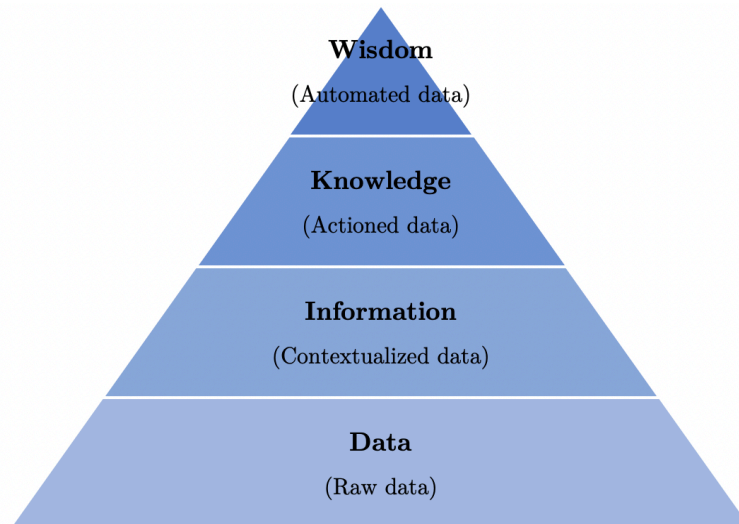 Wisdom
(Automated data)
Knowledge
(Actioned data)
Information
(Contextualized data)
Data
(Raw data)